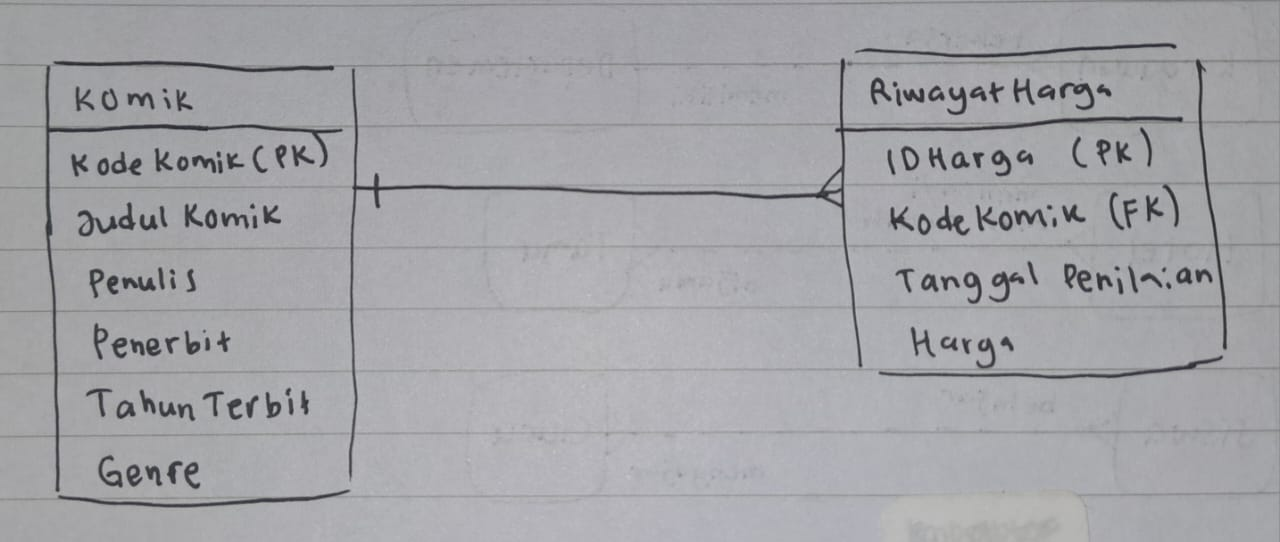 Komik
Kode Komik (PK)
Judul Komik
Penulis
Penerbit
Tahun Terbit
Genre
Riwayat Harga
ID Harga (PK)
Kode Komik (FK)
Tanggal Penilaian
Harga